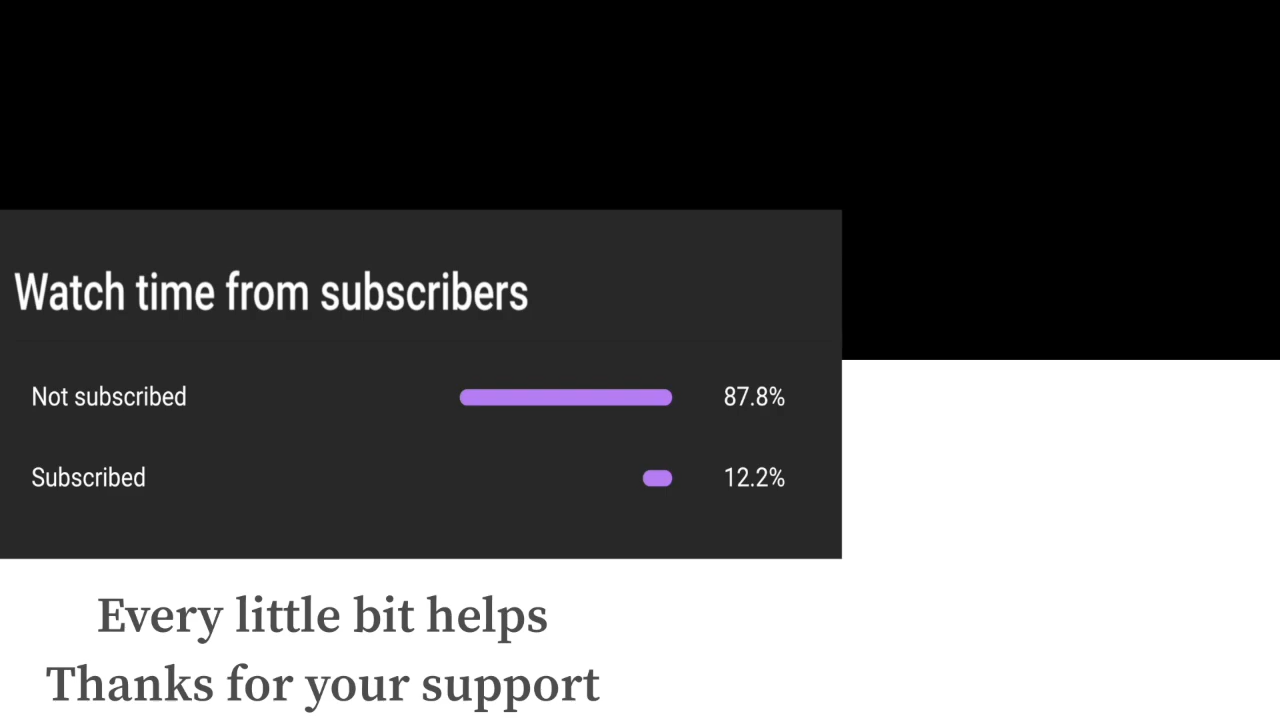 Watch time from subscribers
Not subscribed 87.8%
Subscribed 12.2%
Every little bit helps
Thanks for your support